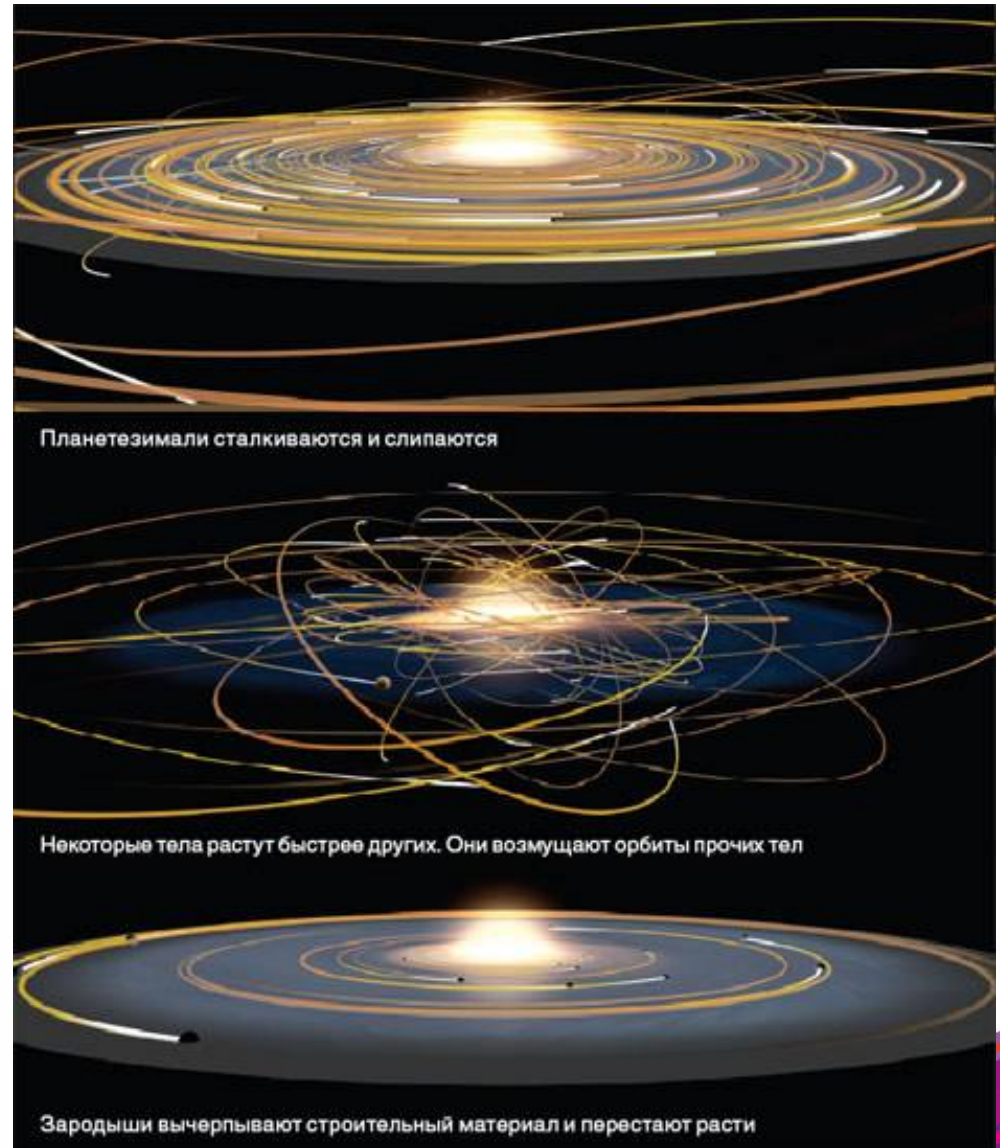 Планетезимали сталкиваются и слипаются
Некоторые тела растут быстрее других. Они возмущают орбиты прочих тел
Зародыши вычерпывают строительный материал и перестают расти